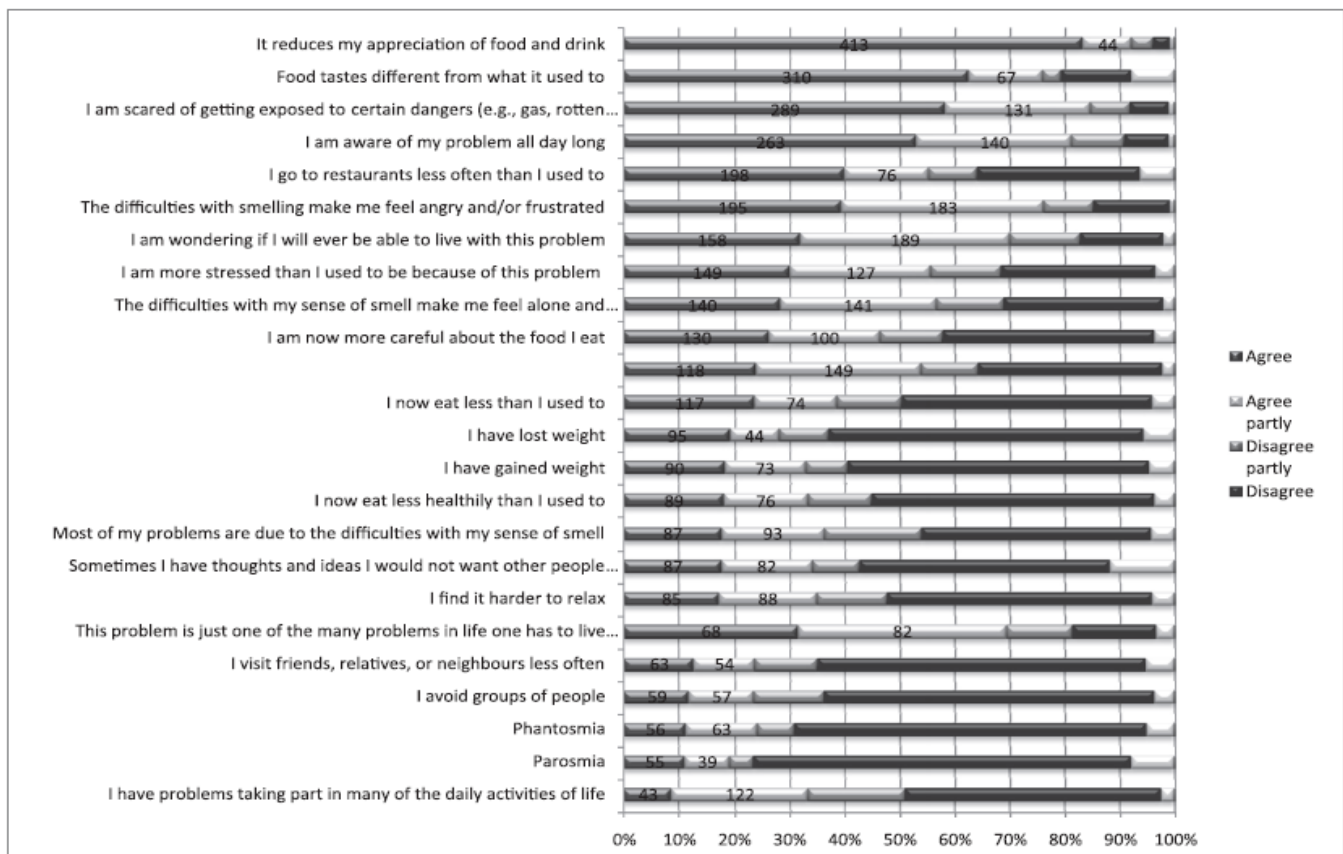 It reduces my appreciation of food and drink 413 44
Food tastes different from what it used to 310 67
I am scared of getting exposed to certain dangers (e.g., gas, rotten... 289 131
I am aware of my problem all day long 263 140
I go to restaurants less often than I used to 198 76
The difficulties with smelling make me feel angry and/or frustrated 195 183
I am wondering if I will ever be able to live with this problem 158 189
I am more stressed than I used to be because of this problem 149 127
The difficulties with my sense of smell make me feel alone and... 140 141
I am now more careful about the food I eat 130 100
118 149
I now eat less than I used to 117 74
I have lost weight 95 44
I have gained weight 90 73
I now eat less healthily than I used to 89 76
Most of my problems are due to the difficulties with my sense of smell 87 93
Sometimes I have thoughts and ideas I would not want other people... 87 82
I find it harder to relax 85 88
This problem is just one of the many problems in life one has to live... 68 82
I visit friends, relatives, or neighbours less often 63 54
I avoid groups of people 59 57
Phantosmia 56 63
Parosmia 55 39
I have problems taking part in many of the daily activities of life 43 122
0% 10% 20% 30% 40% 50% 60% 70% 80% 90% 100%
Agree
Agree
partly
Disagree
partly
Disagree